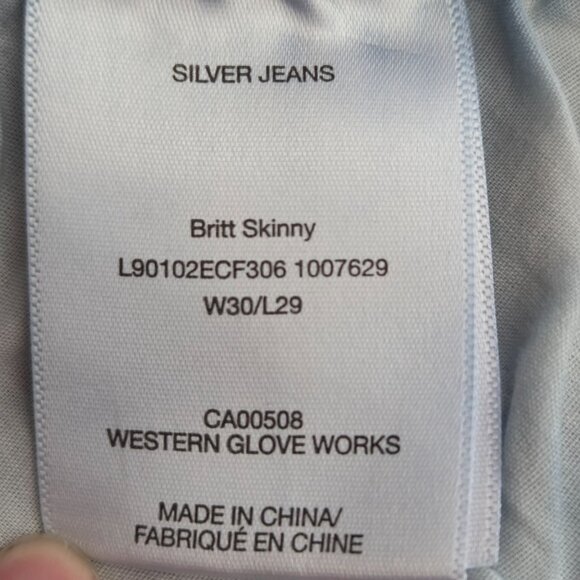 SILVER JEANS
Britt Skinny
L90102ECF306 1007629
W30/L29
CA00508
WESTERN GLOVE WORKS
MADE IN CHINA/
FABRIQUÉ EN CHINE